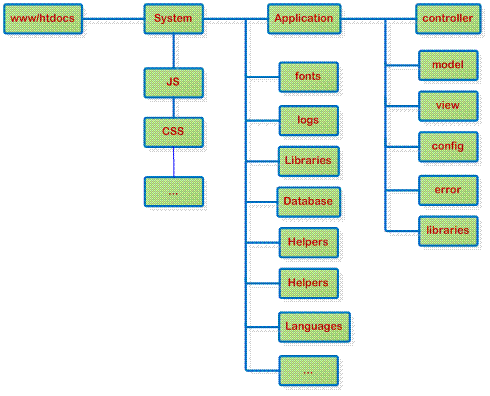 www/htdocs
System
Application
controller
JS
CSS
...
fonts
logs
Libraries
Database
Helpers
Helpers
Languages
...
model
view
config
error
libraries